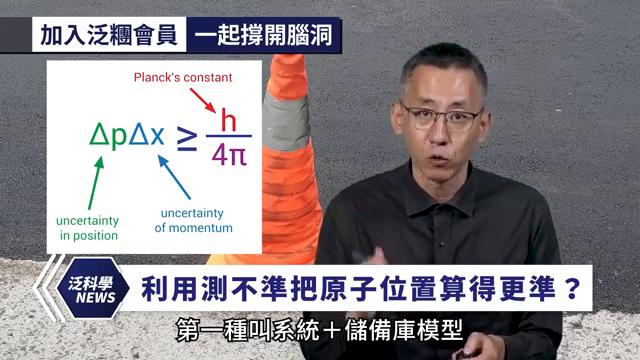 加入泛糰會員
一起撐開腦洞
Planck's constant
ΔpΔx ≥ h
4π
uncertainty
in position
uncertainty
of momentum
泛科學
NEWS
利用測不準把原子位置算得更準？
第一種叫系統＋儲備庫模型